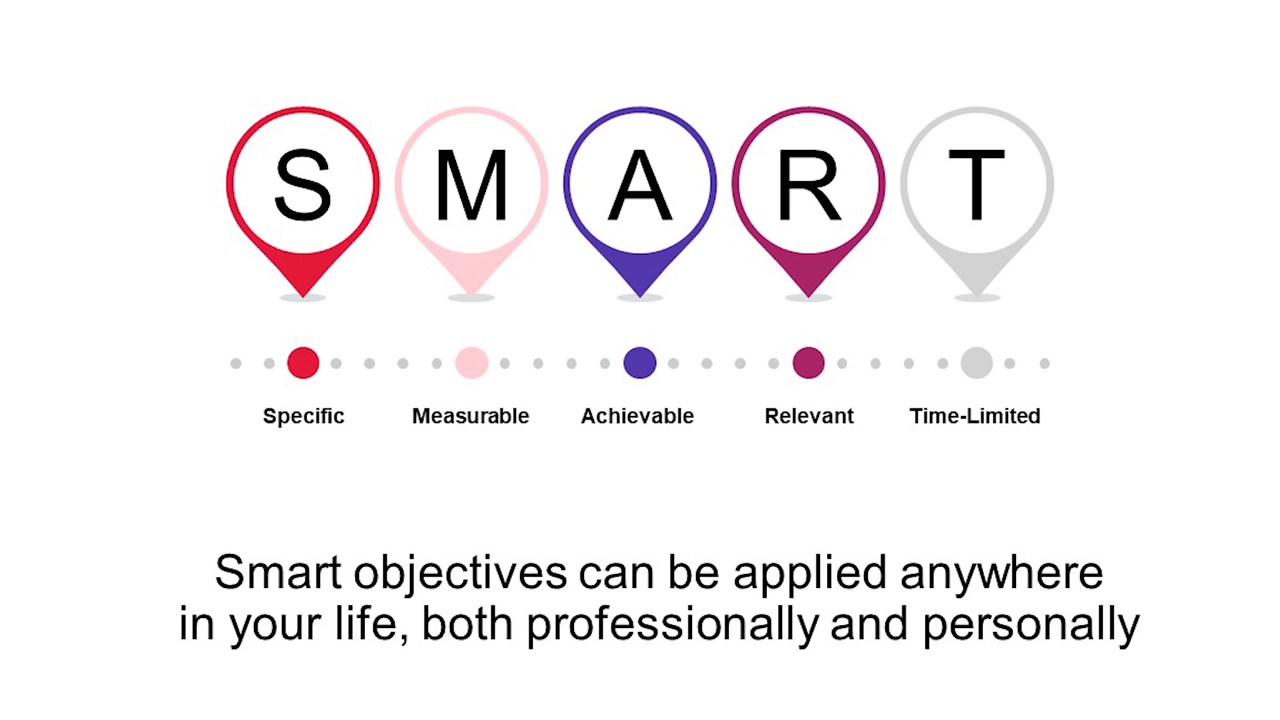 S M A R T
Specific Measurable Achievable Relevant Time-Limited
Smart objectives can be applied anywhere
in your life, both professionally and personally